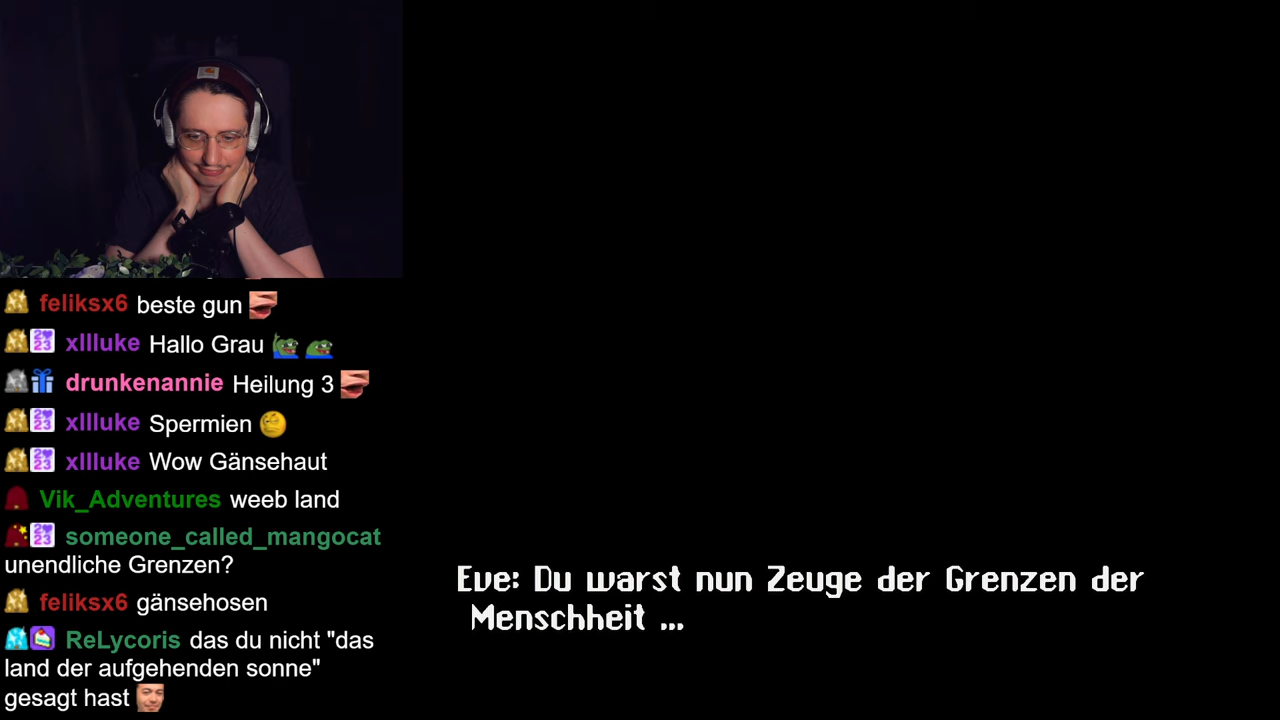 feliksx6 beste gun
xllluke Hallo Grau
drunkenannie Heilung 3
xllluke Spermien
xllluke Wow Gänsehaut
Vik_Adventures weeb land
someone_called_mangocat
unendliche Grenzen?
feliksx6 gänsehosen
ReLycoris das du nicht "das
land der aufgehenden sonne"
gesagt hast
Eve: Du warst nun Zeuge der Grenzen der
Menschheit ...